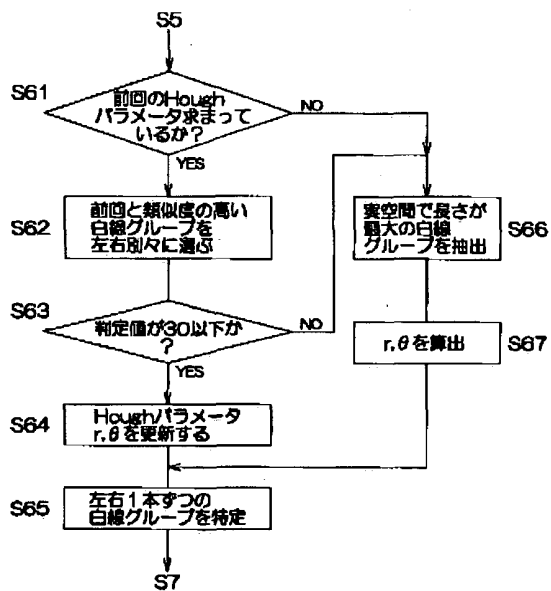 S5
S61
前回のHough
パラメータ求まって
いるか?
NO
YES
S62
前回と類似度の高い
白線グループを
左右別々に選ぶ
実空間で長さが
最大の白線
グループを抽出
S66
S63
判定値が30以下か
?
NO
YES
r,θを算出
S67
S64
Houghパラメータ
r,θを更新する
S65
左右1本ずつの
白線グループを特定
S7